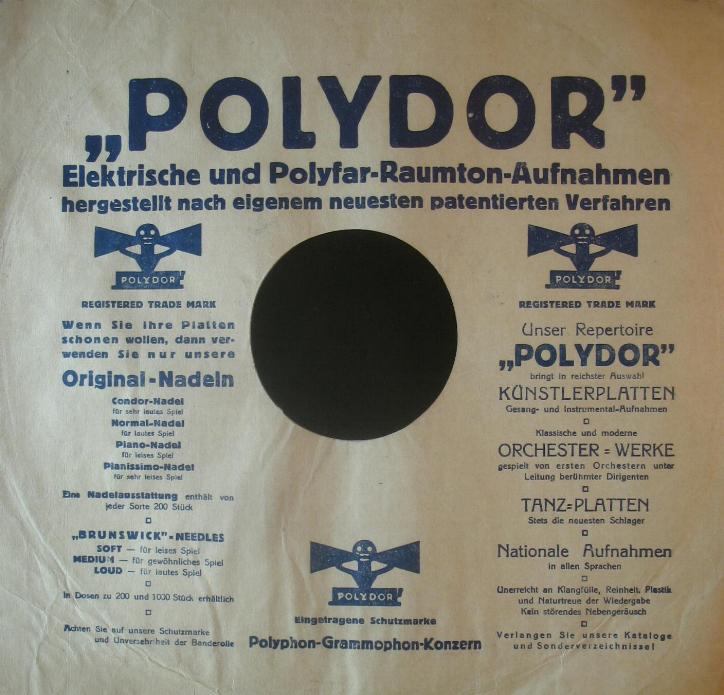 „POLYDOR”
Elektrische und Polyfar-Raumton-Aufnahmen
hergestellt nach eigenem neuesten patentierten Verfahren
POLYDOR!
REGISTERED TRADE MARK
Wenn Sie ihre Platten
schonen wollen, dann ver-
wenden Sie nur unsere
Original-Nadeln
Condor-Nadel
für sehr lautes Spiel
Normal-Nadel
für lautes Spiel
Piano-Nadel
für leises Spiel
Pianissimo-Nadel
für sehr leises Spiel
Eine Nadelausstattung enthält von
jeder Sorte 200 Stück
„BRUNSWICK”-NEEDLES
SOFT — für leises Spiel
MEDIUM — für gewöhnliches Spiel
LOUD — für lautes Spiel
In Dosen zu 200 und 1000 Stück erhältlich
Achten Sie auf unsere Schutzmarke
und Unversehrtheit der Banderolle
POLYDOR!
Eingetragene Schutzmarke
Polyphon-Grammophon-Konzern
POLYDOR!
REGISTERED TRADE MARK
Unser Repertoire
„POLYDOR”
bringt in reichster Auswahl
KÜNSTLERPLATTEN
Gesang- und Instrumental-Aufnahmen
Klassische und moderne
ORCHESTER=WERKE
gespielt von ersten Orchestern unter
Leitung berühmter Dirigenten
TANZ=PLATTEN
Stets die neuesten Schlager
Nationale Aufnahmen
in allen Sprachen
Unerreicht an Klangfülle, Reinheit, Plastik
und Naturtreue der Wiedergabe
Kein störendes Nebengeräusch
Verlangen Sie unsere Kataloge
und Sonderverzeichnisse!